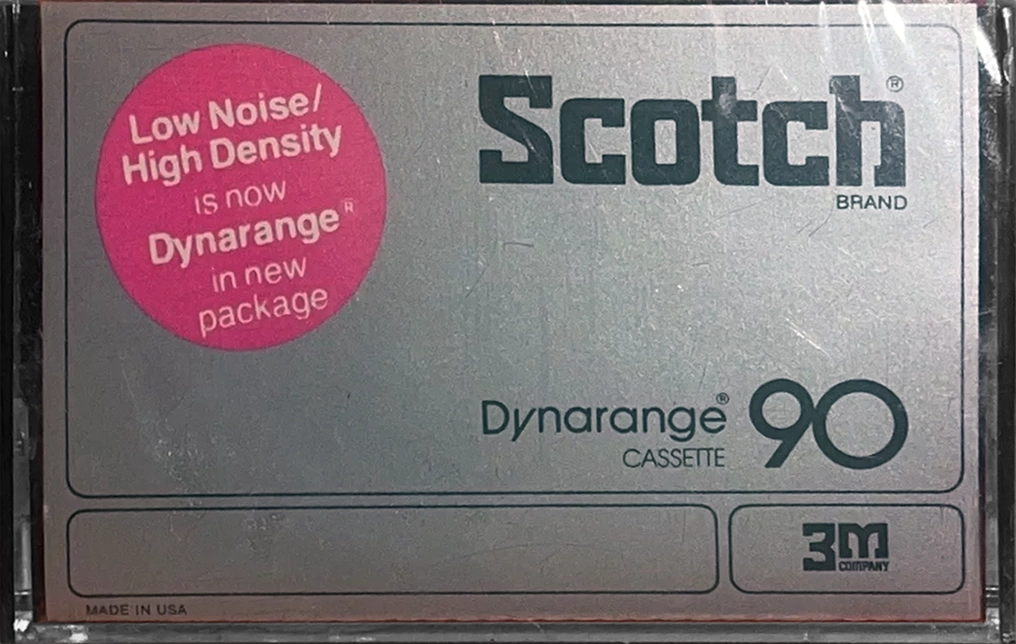 Low Noise/
High Density
is now
Dynarange®
in new
package
Scotch®
BRAND
Dynarange® 90
CASSETTE
3M
COMPANY
MADE IN USA